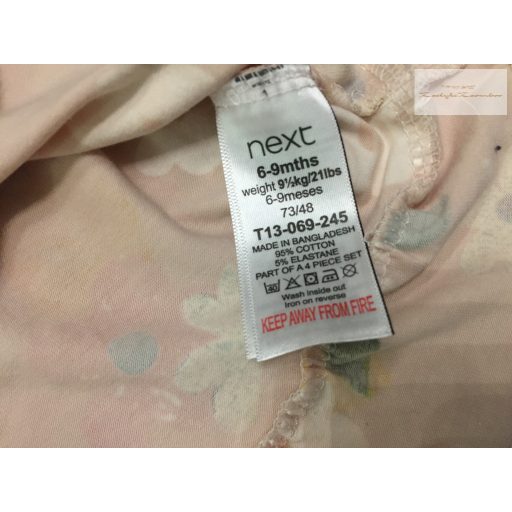 next
6-9mths
weight 9½kg/21lbs
6-9meses
73/48
T13-069-245
MADE IN BANGLADESH
95% COTTON
5% ELASTANE
PART OF A 4 PIECE SET
40
Wash inside out
Iron on reverse
KEEP AWAY FROM FIRE